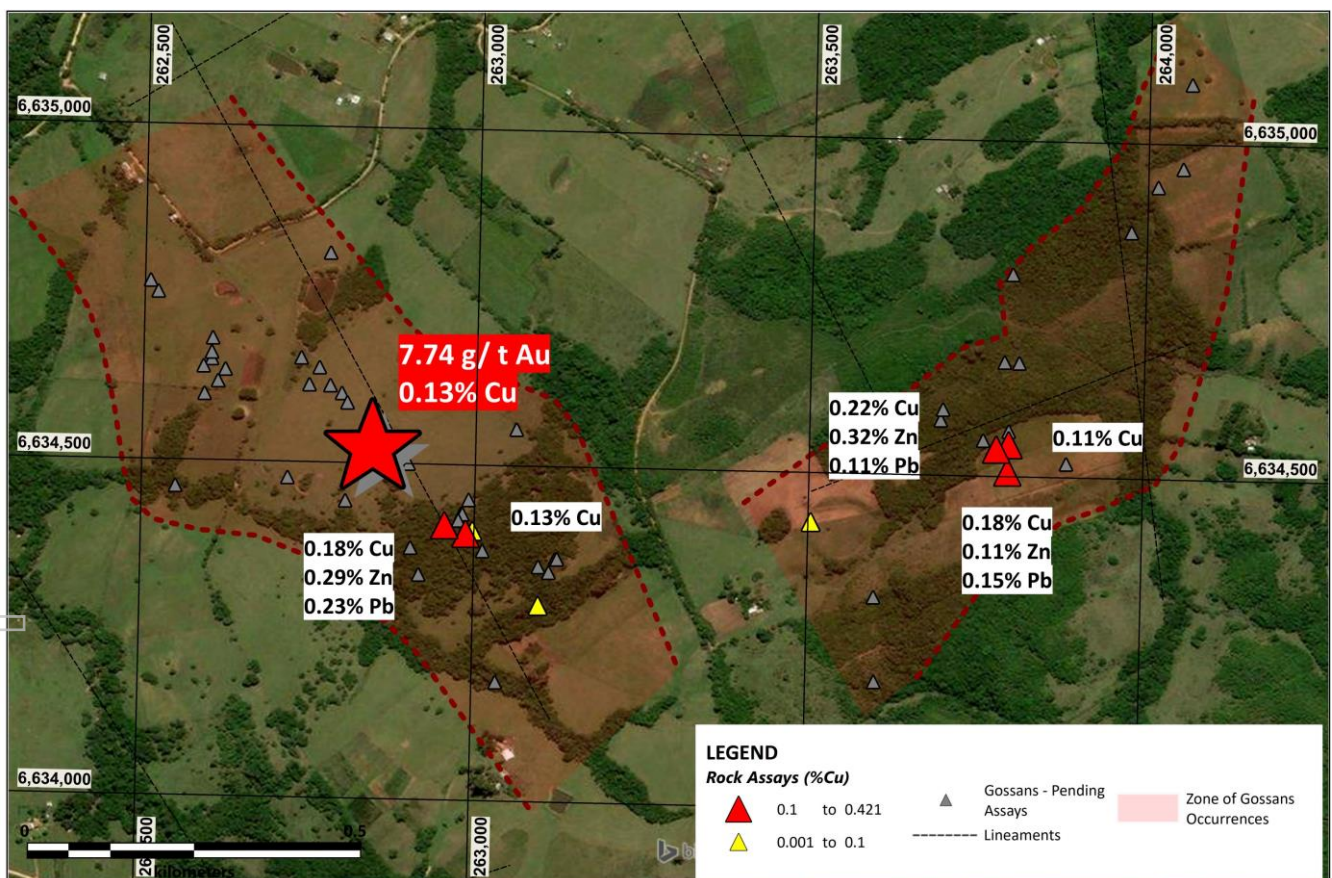 262,500
263,000
263,500
264,000
6,635,000
6,635,000
7.74 g/ t Au
0.13% Cu
0.22% Cu
0.32% Zn
0.11% Pb
0.11% Cu
6,634,500
6,634,500
0.13% Cu
0.18% Cu
0.29% Zn
0.23% Pb
0.18% Cu
0.11% Zn
0.15% Pb
6,634,000
0
0.5
kilometers
263,000
LEGEND
Rock Assays (%Cu)
0.1 to 0.421
0.001 to 0.1
Gossans - Pending
Assays
Lineaments
Zone of Gossans
Occurrences